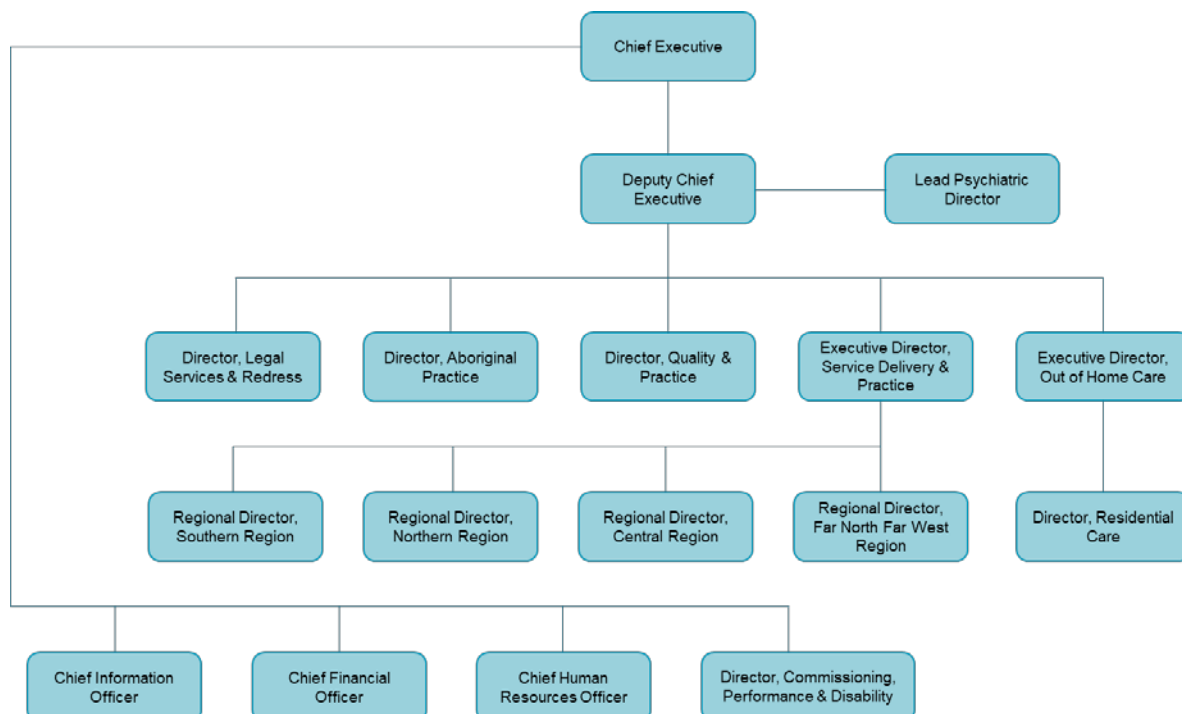 Chief Executive
Deputy Chief
Executive
Lead Psychiatric
Director
Director, Legal
Services & Redress
Director, Aboriginal
Practice
Director, Quality &
Practice
Executive Director,
Service Delivery &
Practice
Executive Director,
Out of Home Care
Regional Director,
Southern Region
Regional Director,
Northern Region
Regional Director,
Central Region
Regional Director,
Far North Far West
Region
Director, Residential
Care
Chief Information
Officer
Chief Financial
Officer
Chief Human
Resources Officer
Director, Commissioning,
Performance & Disability